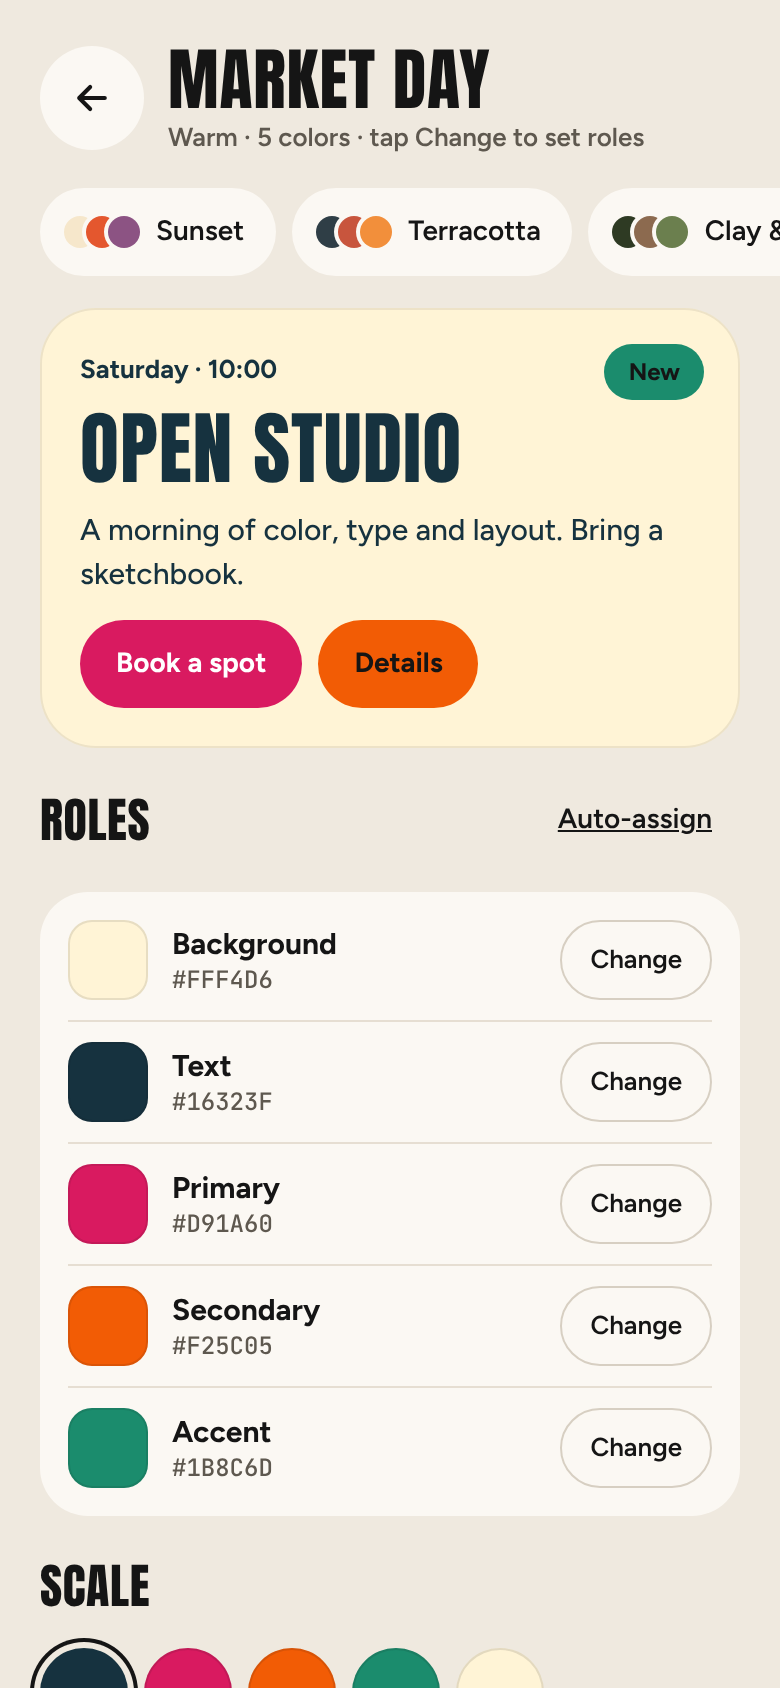 MARKET DAY
Warm · 5 colors · tap Change to set roles
Sunset
Terracotta
Clay &
Saturday · 10:00
New
OPEN STUDIO
A morning of color, type and layout. Bring a
sketchbook.
Book a spot
Details
ROLES
Auto-assign
Background
#FFF4D6
Change
Text
#16323F
Change
Primary
#D91A60
Change
Secondary
#F25C05
Change
Accent
#1B8C6D
Change
SCALE